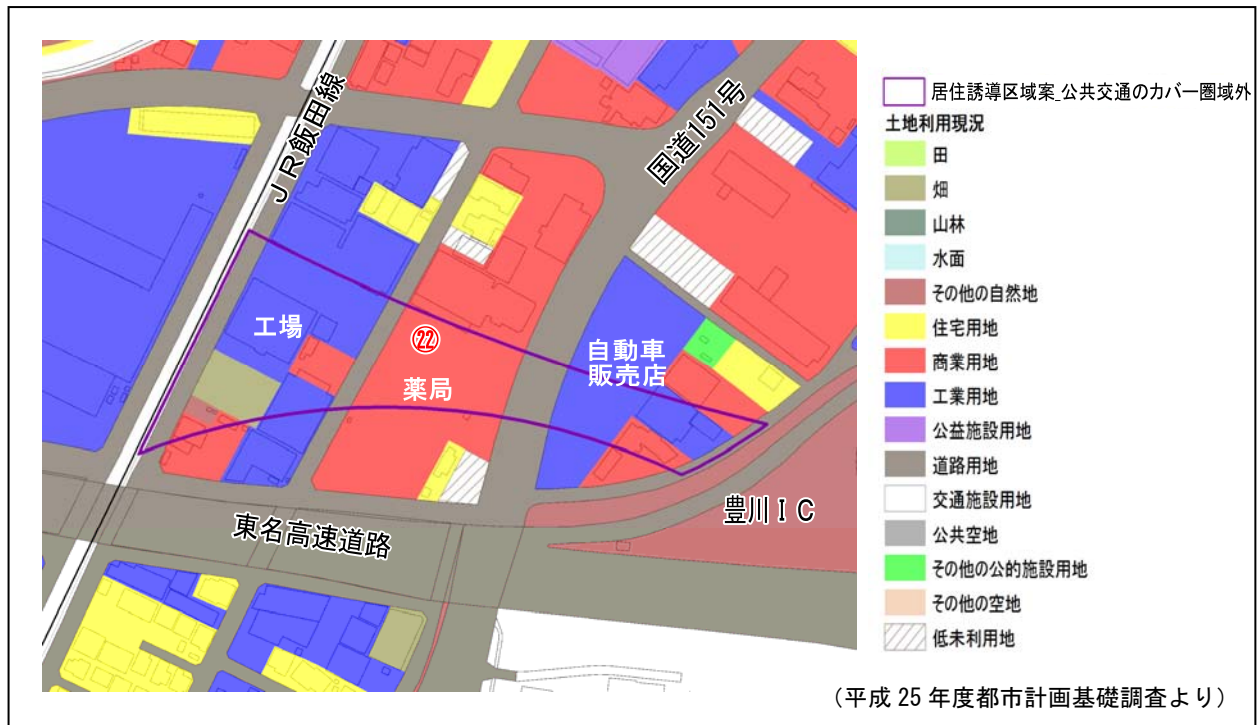 JR飯田線
国道151号
工場
㉒
薬局
自動車
販売店
東名高速道路
豊川IC
居住誘導区域案_公共交通のカバー圏域外
土地利用現況
田
畑
山林
水面
その他の自然地
住宅用地
商業用地
工業用地
公益施設用地
道路用地
交通施設用地
公共空地
その他の公的施設用地
その他の空地
低未利用地
(平成25年度都市計画基礎調査より)